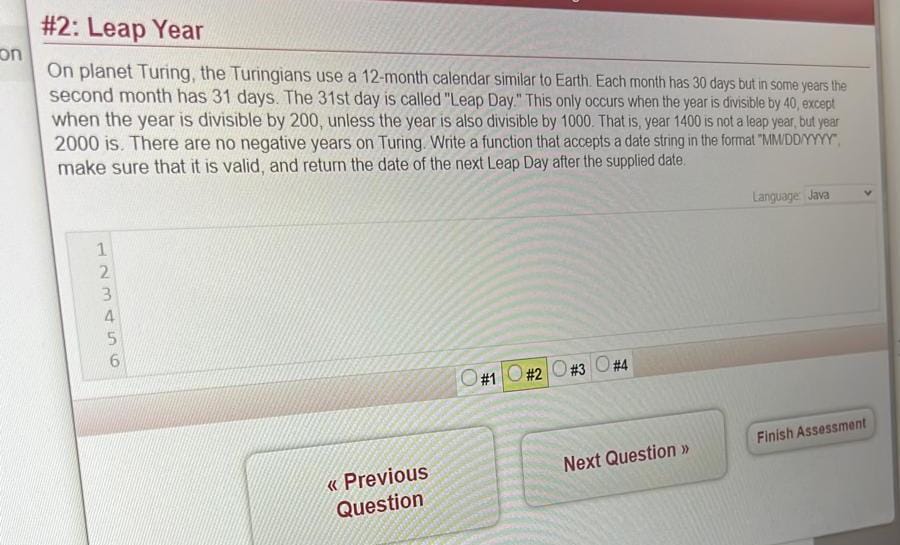 #2: Leap Year
on
On planet Turing, the Turingians use a 12-month calendar similar to Earth. Each month has 30 days but in some years the
second month has 31 days. The 31st day is called "Leap Day." This only occurs when the year is divisible by 40, except
when the year is divisible by 200, unless the year is also divisible by 1000. That is, year 1400 is not a leap year, but year
2000 is. There are no negative years on Turing. Write a function that accepts a date string in the format "MM/DD/YYYY",
make sure that it is valid, and return the date of the next Leap Day after the supplied date.
Language: Java
1
2
3
4
5
6
#1 #2 #3 #4
« Previous
Question
Next Question »
Finish Assessment